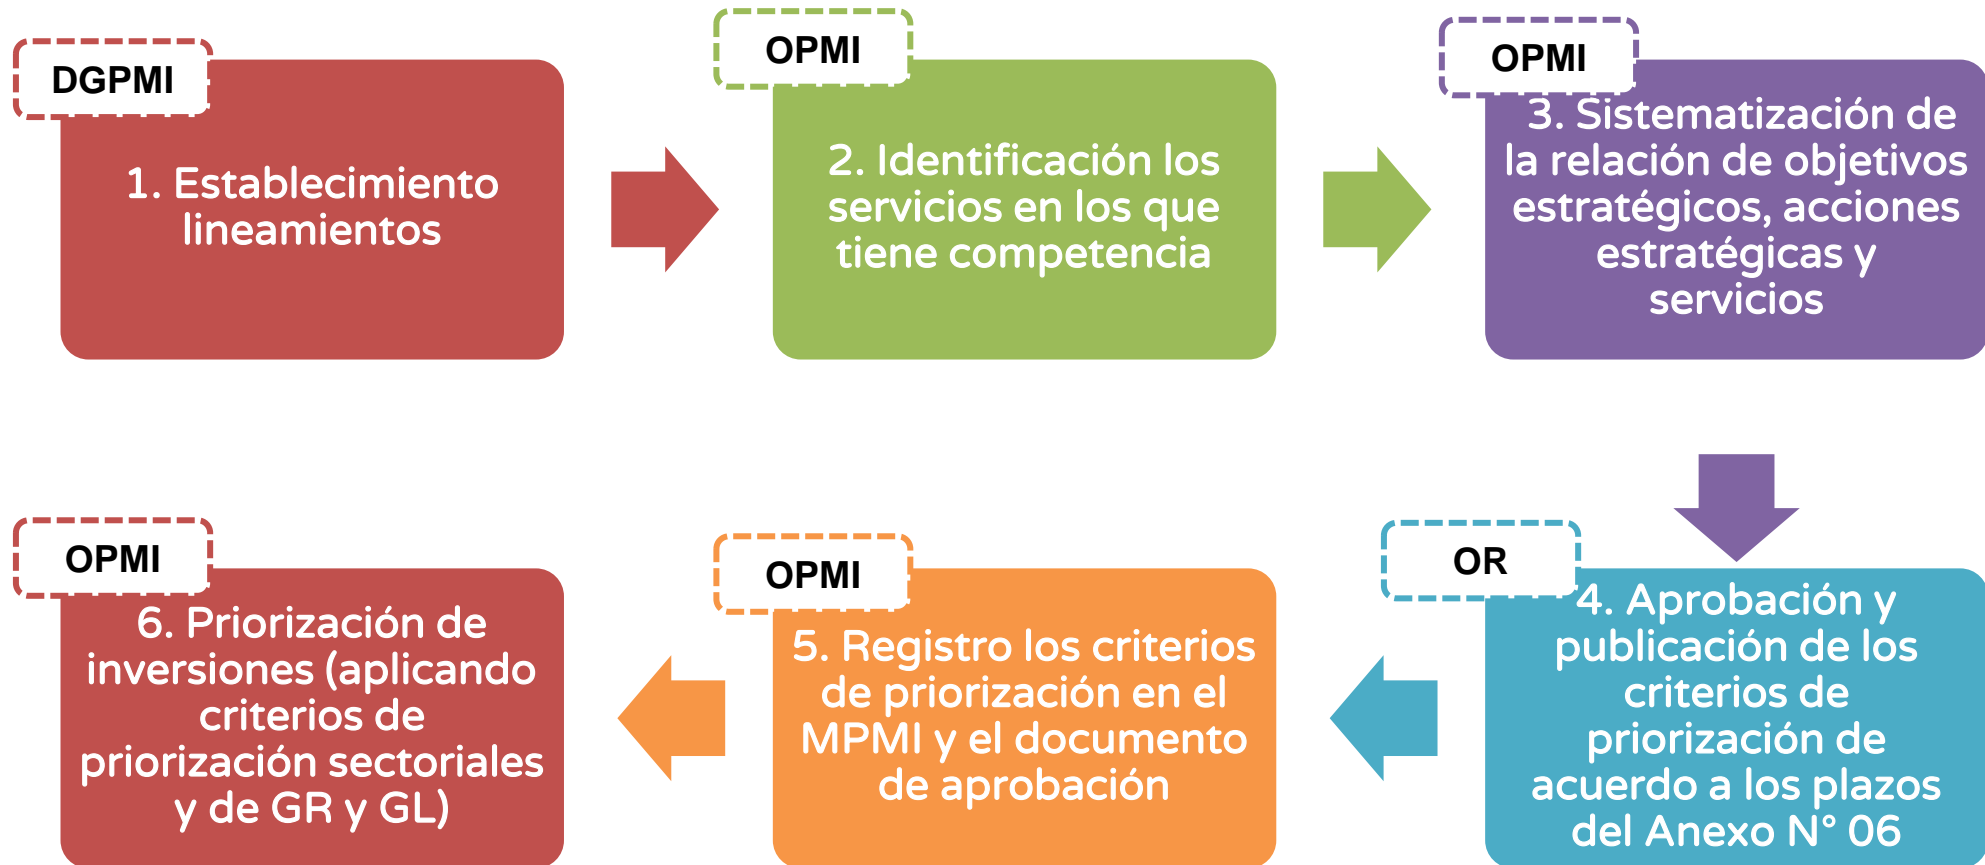 DGPMI
1. Establecimiento
lineamientos
OPMI
2. Identificación los
servicios en los que
tiene competencia
OPMI
3. Sistematización de
la relación de objetivos
estratégicos, acciones
estratégicas y
servicios
OR
4. Aprobación y
publicación de los
criterios de
priorización de
acuerdo a los plazos
del Anexo N° 06
OPMI
5. Registro los criterios
de priorización en el
MPMI y el documento
de aprobación
OPMI
6. Priorización de
inversiones (aplicando
criterios de
priorización sectoriales
y de GR y GL)